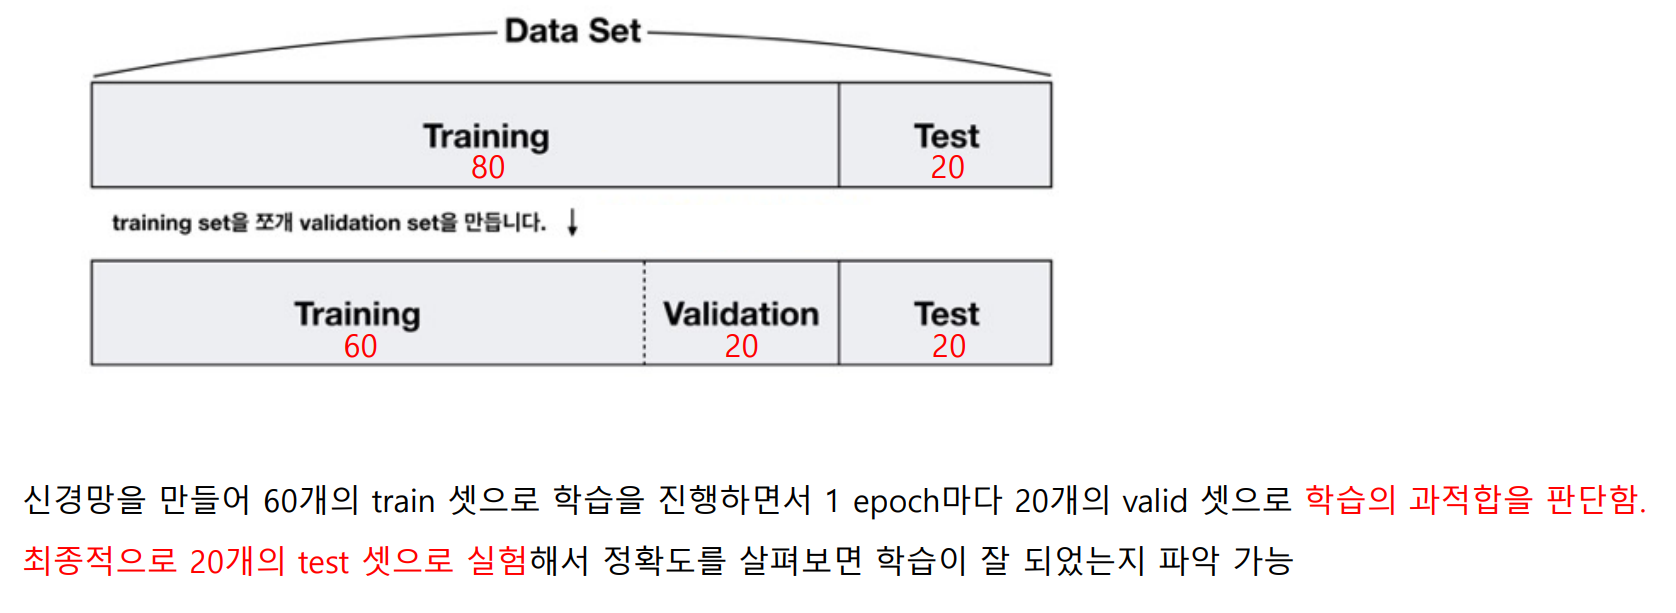 Data Set
Training
Test
80
20
training set을 쪼개 validation set을 만듭니다. ↓
Training
Validation
Test
60
20
20
신경망을 만들어 60개의 train 셋으로 학습을 진행하면서 1 epoch마다 20개의 valid 셋으로 학습의 과적합을 판단함.
최종적으로 20개의 test 셋으로 실험해서 정확도를 살펴보면 학습이 잘 되었는지 파악 가능